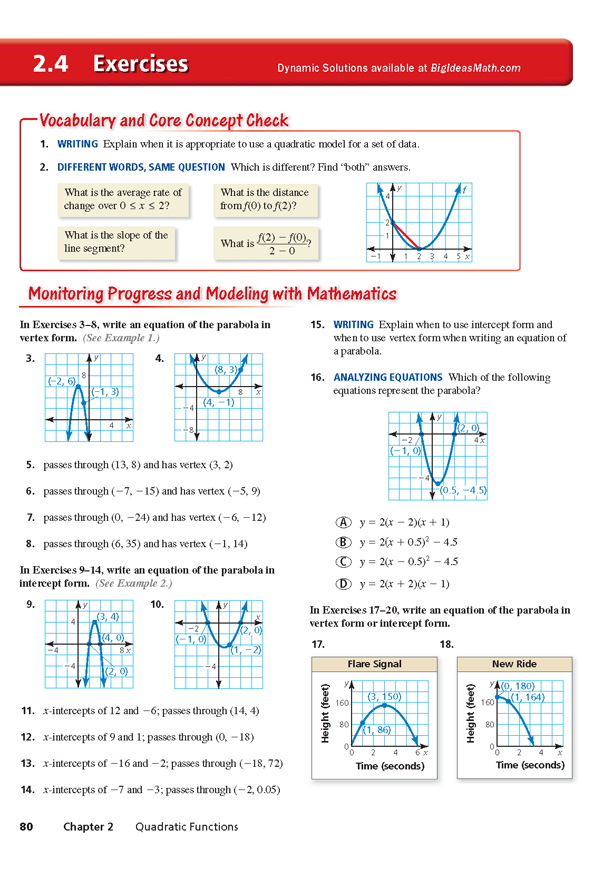 2.4 Exercises
Dynamic Solutions available at BigIdeasMath.com
Vocabulary and Core Concept Check
1. WRITING Explain when it is appropriate to use a quadratic model for a set of data.
2. DIFFERENT WORDS, SAME QUESTION Which is different? Find “both” answers.
What is the average rate of
change over 0 ≤ x ≤ 2?
What is the distance
from f(0) to f(2)?
What is the slope of the
line segment?
What is f(2) − f(0)
2 − 0
?
y
f
4
2
1
−1 1 2 3 4 5 x
Monitoring Progress and Modeling with Mathematics
In Exercises 3–8, write an equation of the parabola in
vertex form. (See Example 1.)
3.
y
8
(−2, 6)
(−1, 3)
4 x
4.
y
(8, 3)
8 x
(4, −1)
−4
−8
5. passes through (13, 8) and has vertex (3, 2)
6. passes through (−7, −15) and has vertex (−5, 9)
7. passes through (0, −24) and has vertex (−6, −12)
8. passes through (6, 35) and has vertex (−1, 14)
In Exercises 9–14, write an equation of the parabola in
intercept form. (See Example 2.)
9.
y
4
(3, 4)
(4, 0)
−4 8 x
−4
(2, 0)
10.
y
x
−2
(2, 0)
(−1, 0)
(1, −2)
−4
11. x-intercepts of 12 and −6; passes through (14, 4)
12. x-intercepts of 9 and 1; passes through (0, −18)
13. x-intercepts of −16 and −2; passes through (−18, 72)
14. x-intercepts of −7 and −3; passes through (−2, 0.05)
15. WRITING Explain when to use intercept form and
when to use vertex form when writing an equation of
a parabola.
16. ANALYZING EQUATIONS Which of the following
equations represent the parabola?
y
(2, 0)
−2 4 x
(−1, 0)
−4
(0.5, −4.5)
A y = 2(x − 2)(x + 1)
B y = 2(x + 0.5)² − 4.5
C y = 2(x − 0.5)² − 4.5
D y = 2(x + 2)(x − 1)
In Exercises 17–20, write an equation of the parabola in
vertex form or intercept form.
17.
Flare Signal
Height (feet)
y
160
80
0
(3, 150)
(1, 86)
0 2 4 6 x
Time (seconds)
18.
New Ride
Height (feet)
y
(0, 180)
(1, 164)
160
80
0
0 2 4 x
Time (seconds)
80 Chapter 2 Quadratic Functions